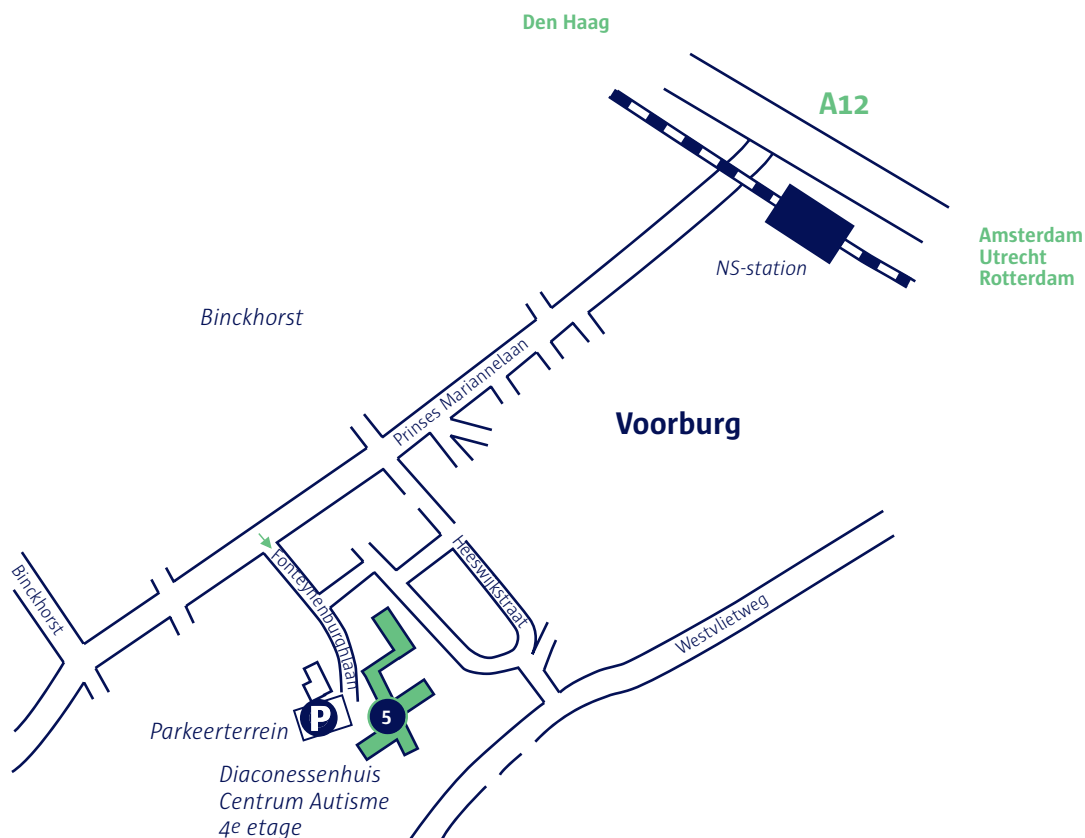 Den Haag
A12
Amsterdam
Utrecht
Rotterdam
NS-station
Binckhorst
Prinses Mariannelaan
Voorburg
Binckhorst
Fonteynenburghlaan
Heeswijkstraat
Westvlietweg
P
5
Parkeerterrein
Diaconessenhuis
Centrum Autisme
4e etage